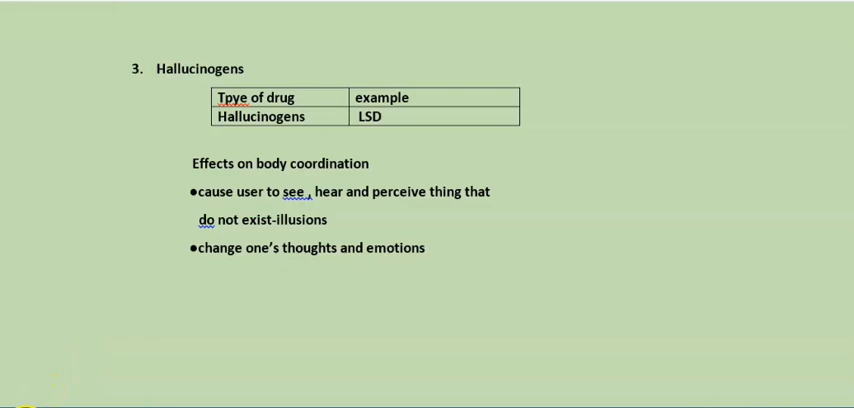 3. Hallucinogens
Tpye of drug example
Hallucinogens LSD
Effects on body coordination
●cause user to see , hear and perceive thing that
do not exist-illusions
●change one’s thoughts and emotions